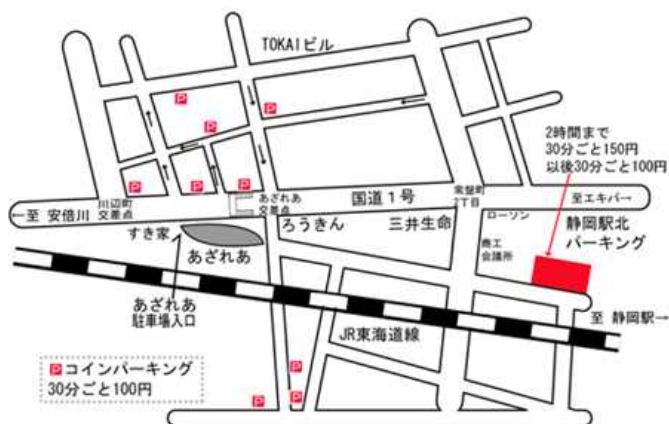 TOKAIビル
P
P
P
2時間まで
30分ごと150円
以後30分ごと100円
P
P
川辺町
交差点
あざれあ
交差点
国道1号
常盤町
2丁目
至エキパ→
←至 安倍川
すき家
ろうきん
三井生命
ローソン
静岡駅北
パーキング
あざれあ
商工
会議所
あざれあ
駐車場入口
至 静岡駅→
JR東海道線
Pコインパーキング
30分ごと100円
P
P
P